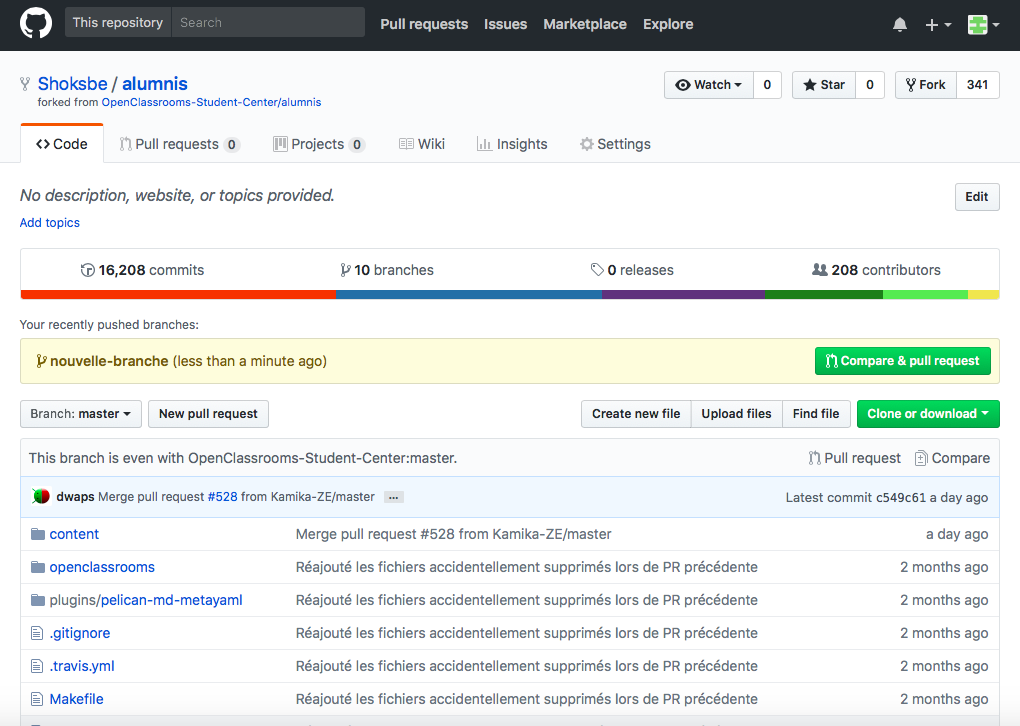 This repository Search Pull requests Issues Marketplace Explore
Shoksbe / alumnis Watch 0 Star 0 Fork 341
forked from OpenClassrooms-Student-Center/alumnis
Code Pull requests 0 Projects 0 Wiki Insights Settings
No description, website, or topics provided. Edit
Add topics
16,208 commits 10 branches 0 releases 208 contributors
Your recently pushed branches:
nouvelle-branche (less than a minute ago) Compare & pull request
Branch: master New pull request Create new file Upload files Find file Clone or download
This branch is even with OpenClassrooms-Student-Center:master. Pull request Compare
dwaps Merge pull request #528 from Kamika-ZE/master ... Latest commit c549c61 a day ago
content Merge pull request #528 from Kamika-ZE/master a day ago
openclassrooms Réajouté les fichiers accidentellement supprimés lors de PR précédente 2 months ago
plugins/pelican-md-metayaml Réajouté les fichiers accidentellement supprimés lors de PR précédente 2 months ago
.gitignore Réajouté les fichiers accidentellement supprimés lors de PR précédente 2 months ago
.travis.yml Réajouté les fichiers accidentellement supprimés lors de PR précédente 2 months ago
Makefile Réajouté les fichiers accidentellement supprimés lors de PR précédente 2 months ago